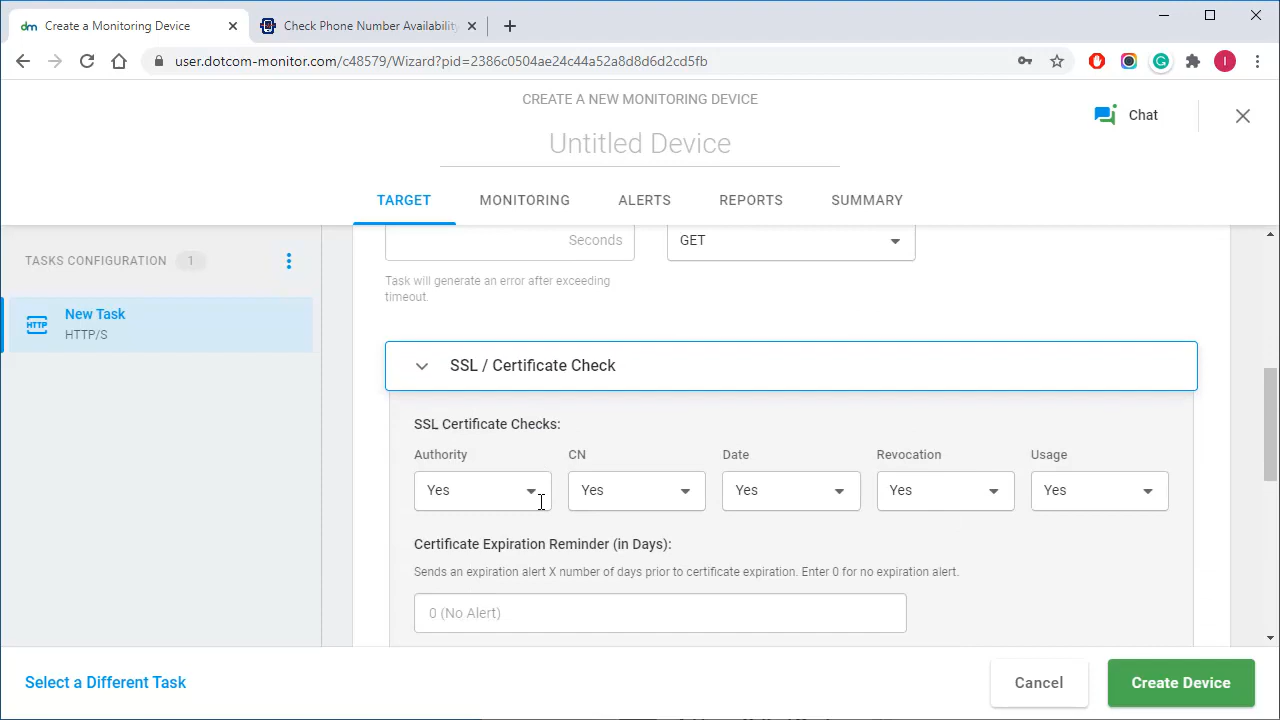 dm Create a Monitoring Device
Check Phone Number Availability
user.dotcom-monitor.com/c48579/Wizard?pid=2386c0504ae24c44a52a8d8d6d2cd5fb
I
CREATE A NEW MONITORING DEVICE
Chat
Untitled Device
TARGET MONITORING ALERTS REPORTS SUMMARY
TASKS CONFIGURATION 1
HTTP New Task
HTTP/S
Seconds GET
Task will generate an error after exceeding
timeout.
SSL / Certificate Check
SSL Certificate Checks:
Authority CN Date Revocation Usage
Yes Yes Yes Yes Yes
Certificate Expiration Reminder (in Days):
Sends an expiration alert X number of days prior to certificate expiration. Enter 0 for no expiration alert.
0 (No Alert)
Select a Different Task Cancel Create Device